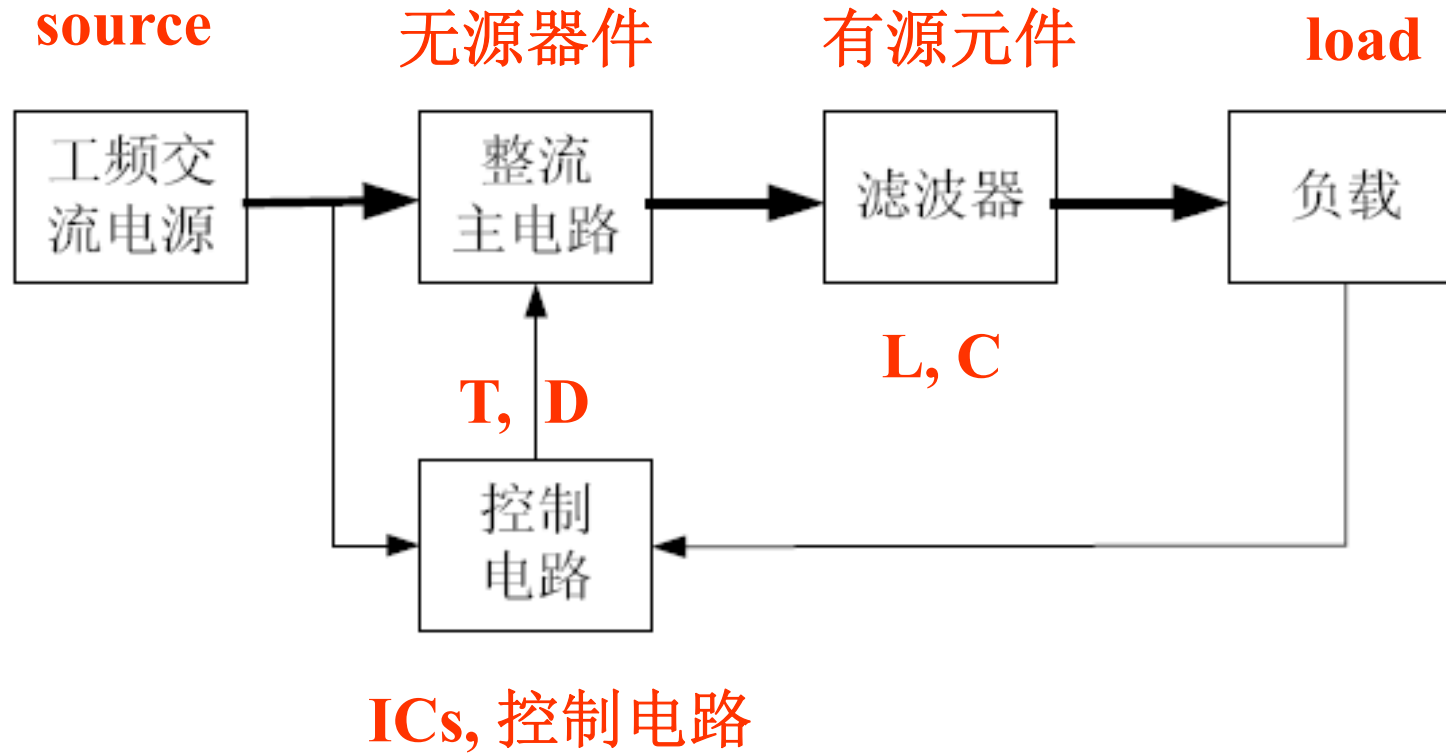 source
无源器件
有源元件
load
工频交
流电源
整流
主电路
滤波器
负载
L, C
T, D
控制
电路
ICs, 控制电路